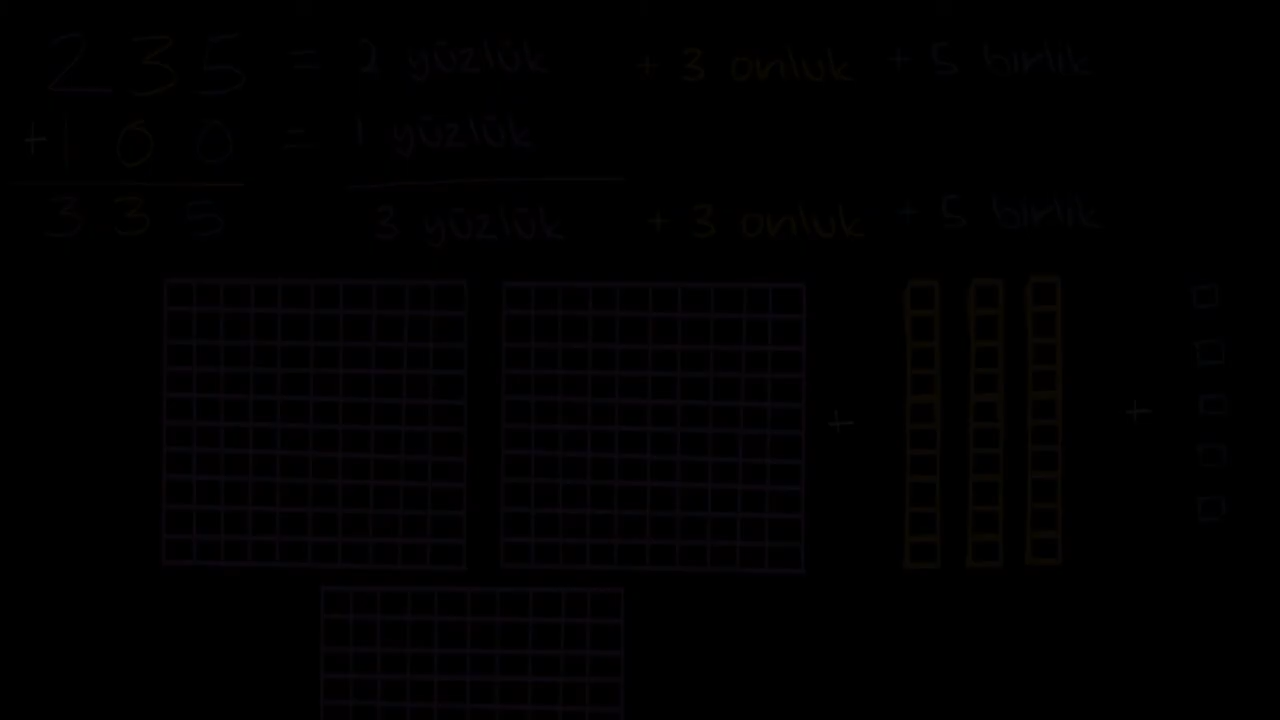 235 = 2 yüzlük + 3 onluk + 5 birlik
+ 100 = 1 yüzlük
335 3 yüzlük + 3 onluk + 5 birlik
+ +